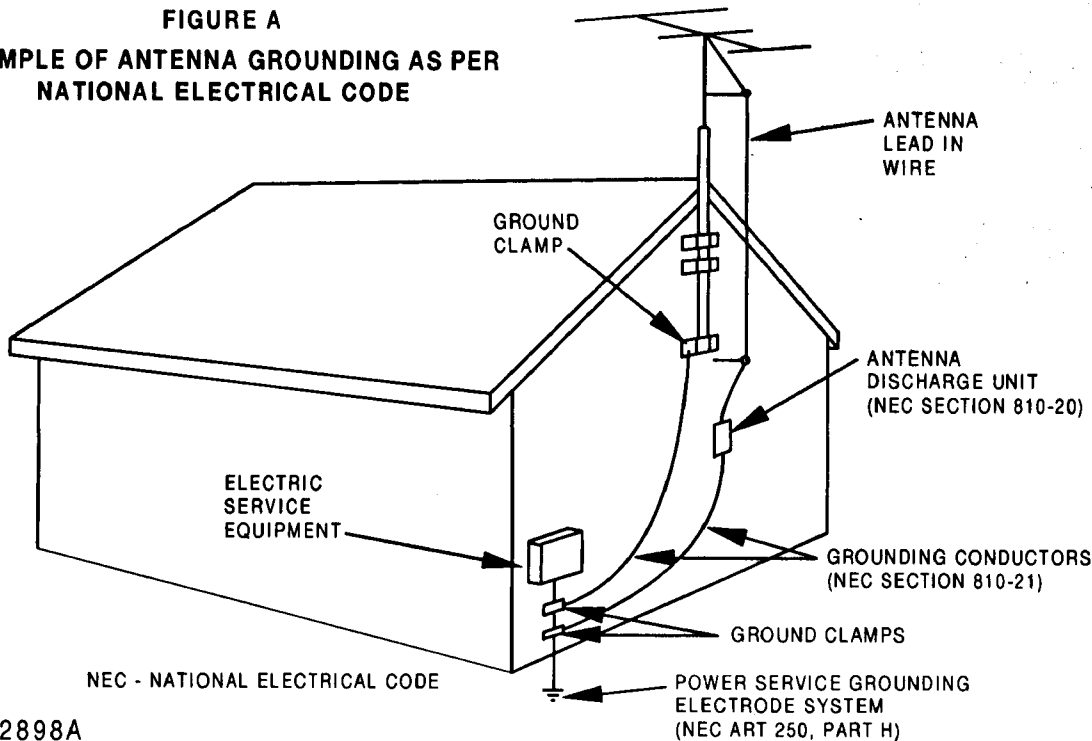 FIGURE A
MPLE OF ANTENNA GROUNDING AS PER
NATIONAL ELECTRICAL CODE
ANTENNA
LEAD IN
WIRE
GROUND
CLAMP
ANTENNA
DISCHARGE UNIT
(NEC SECTION 810-20)
ELECTRIC
SERVICE
EQUIPMENT
GROUNDING CONDUCTORS
(NEC SECTION 810-21)
GROUND CLAMPS
NEC - NATIONAL ELECTRICAL CODE
POWER SERVICE GROUNDING
ELECTRODE SYSTEM
(NEC ART 250, PART H)
2898A